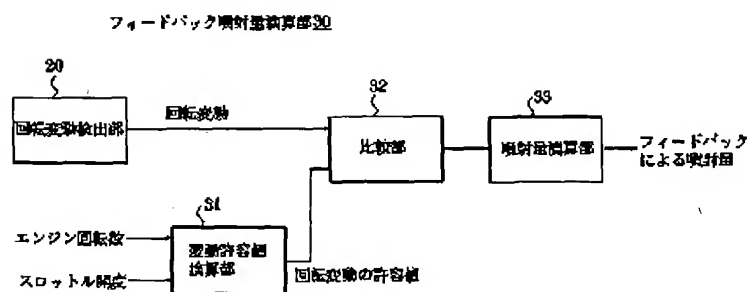 フィードバック噴射量演算部30
20
回転変動検出部
回転変動
32
比較部
33
噴射量演算部
フィードバック
による噴射量
31
エンジン回転数
スロットル開度
変動許容値
演算部
回転変動の許容値